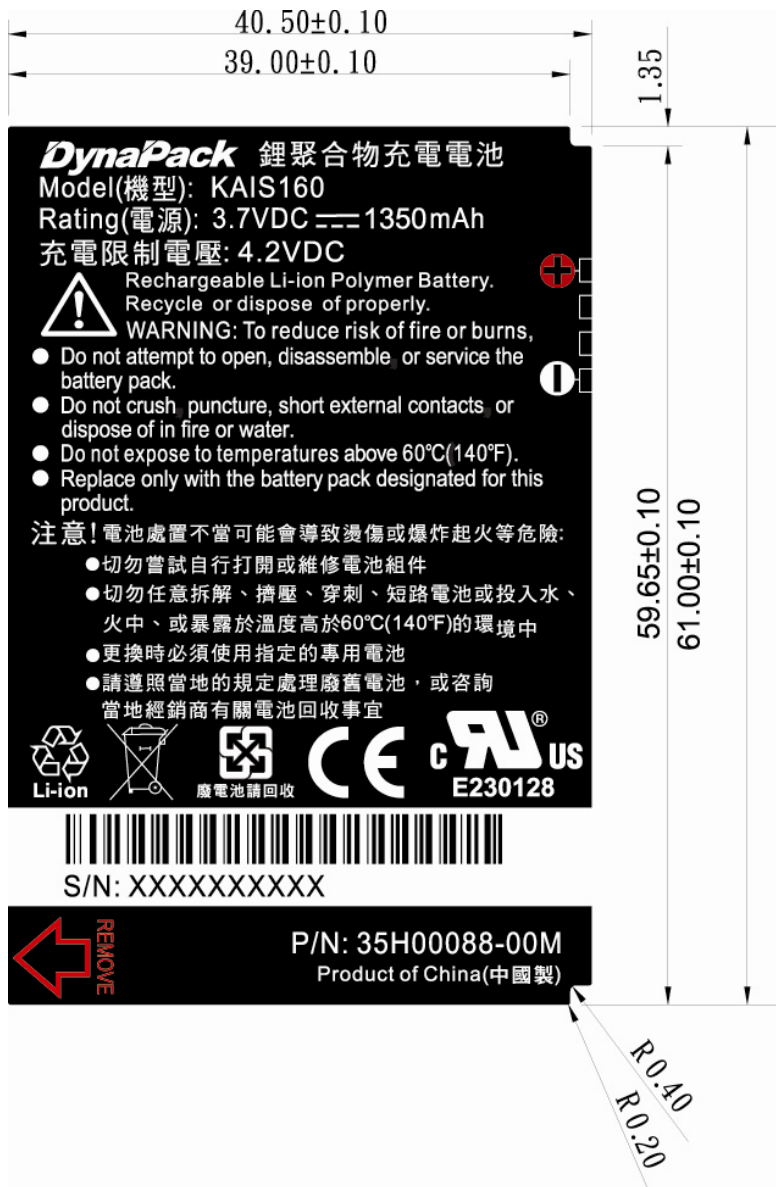 40.50±0.10
39.00±0.10
1.35
DynaPack 鋰聚合物充電電池
Model(機型): KAIS160
Rating(電源): 3.7VDC 1350mAh
充電限制電壓: 4.2VDC
Rechargeable Li-ion Polymer Battery.
Recycle or dispose of properly.
WARNING: To reduce risk of fire or burns,
● Do not attempt to open, disassemble, or service the
battery pack.
● Do not crush, puncture, short external contacts, or
dispose of in fire or water.
● Do not expose to temperatures above 60℃(140℉).
● Replace only with the battery pack designated for this
product.
注意! 電池處置不當可能會導致燙傷或爆炸起火等危險:
●切勿嘗試自行打開或維修電池組件
●切勿任意拆解、擠壓、穿刺、短路電池或投入水、
火中、或暴露於溫度高於60℃(140℉)的環境中
●更換時必須使用指定的專用電池
●請遵照當地的規定處理廢舊電池，或咨詢
當地經銷商有關電池回收事宜
Li-ion
廢電池請回收
CE
c RU ® US
E230128
59.65±0.10
61.00±0.10
S/N: XXXXXXXXXX
REMOVE
P/N: 35H00088-00M
Product of China(中國製)
R0.40
R0.20